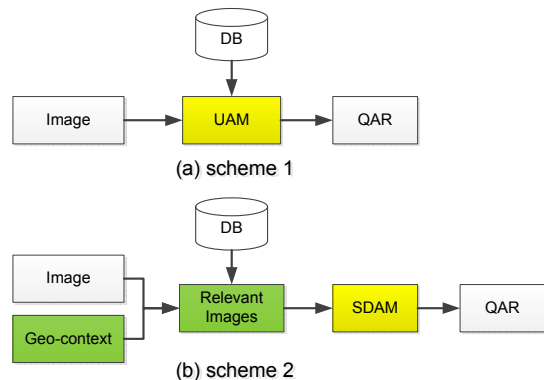 DB
Image
UAM
QAR
(a) scheme 1
DB
Image
Relevant
Images
SDAM
QAR
Geo-context
(b) scheme 2